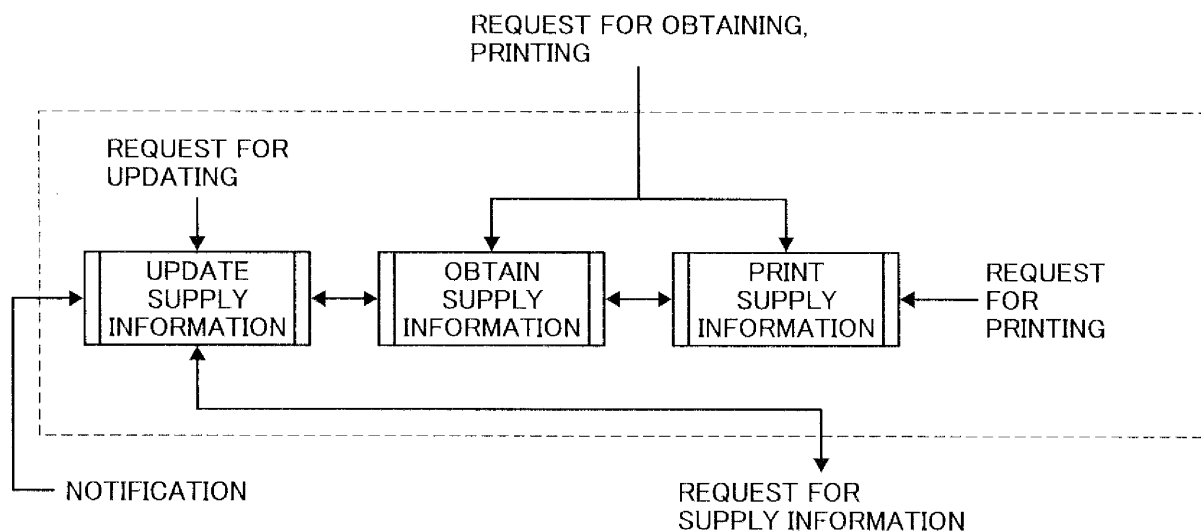 REQUEST FOR OBTAINING,
PRINTING
REQUEST FOR
UPDATING
UPDATE
SUPPLY
INFORMATION
OBTAIN
SUPPLY
INFORMATION
PRINT
SUPPLY
INFORMATION
REQUEST
FOR
PRINTING
NOTIFICATION
REQUEST FOR
SUPPLY INFORMATION